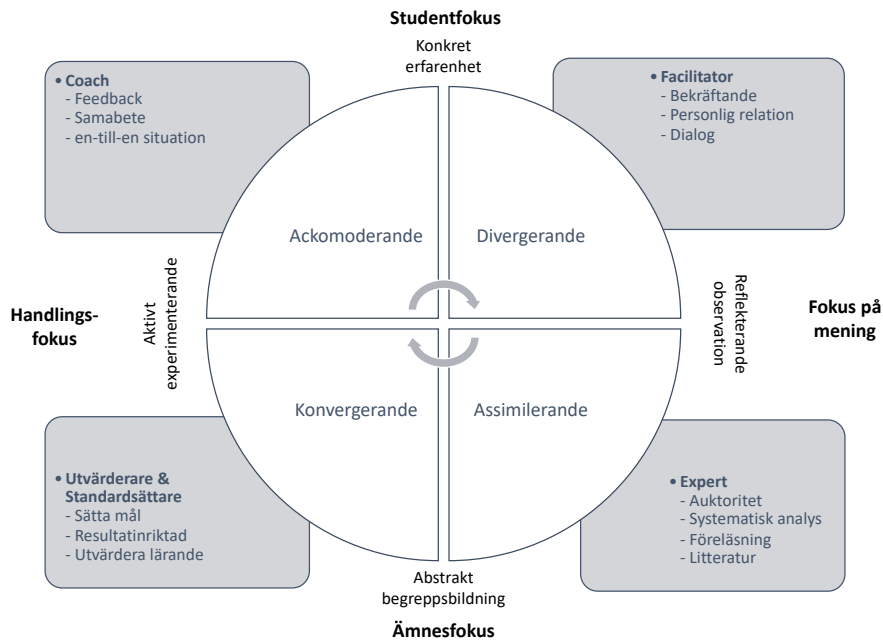 Studentfokus
Konkret
erfarenhet
• Coach
- Feedback
- Samabete
- en-till-en situation
• Facilitator
- Bekräftande
- Personlig relation
- Dialog
Ackomoderande
Divergerande
Handlings-
fokus
Aktivt
experimenterande
Reflekterande
observation
Fokus på
mening
Konvergerande
Assimilerande
• Utvärderare &
Standardsättare
- Sätta mål
- Resultatinriktad
- Utvärdera lärande
• Expert
- Auktoritet
- Systematisk analys
- Föreläsning
- Litteratur
Abstrakt
begreppsbildning
Ämnesfokus